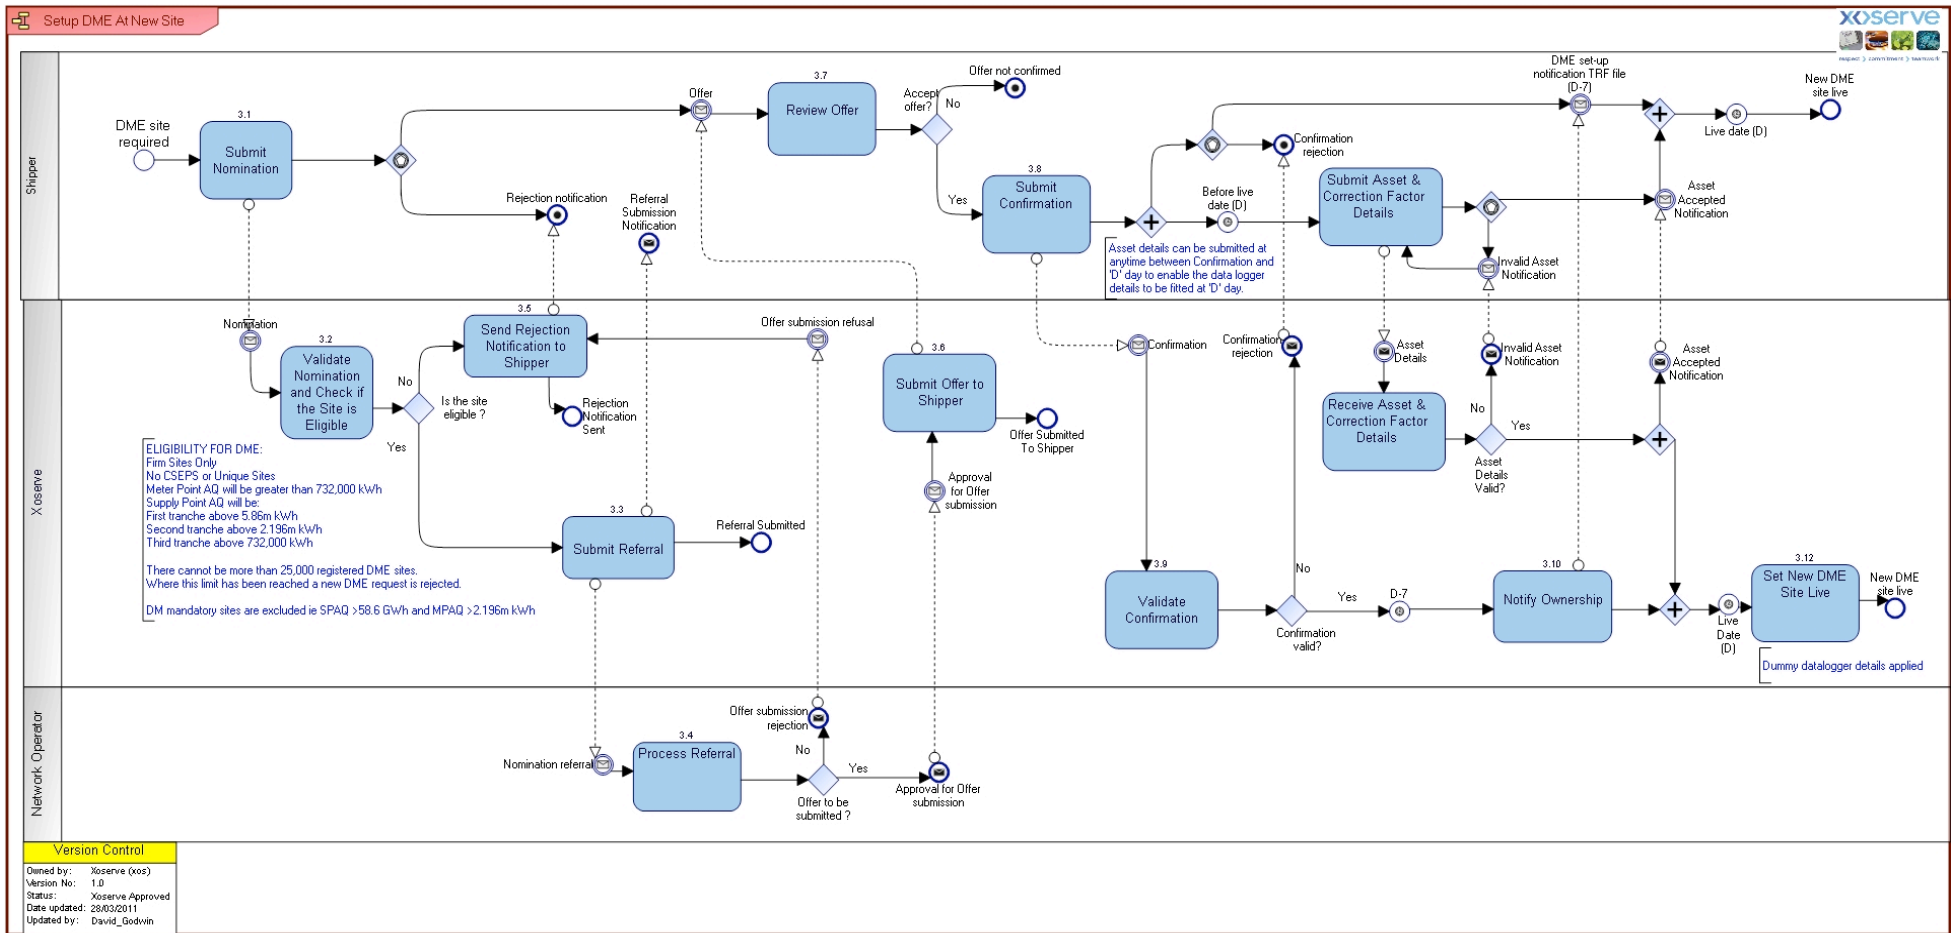 Setup DME At New Site
xoserve
respect > commitment > teamwork
Shipper
DME site
required
3.1
Submit
Nomination
Offer
Rejection notification
Referral
Submission
Notification
3.7
Review Offer
Accept
offer?
No
Yes
Offer not confirmed
3.8
Submit
Confirmation
Before live
date (D)
Confirmation
rejection
Asset details can be submitted at
anytime between Confirmation and
'D' day to enable the data logger
details to be fitted at 'D' day.
Submit Asset &
Correction Factor
Details
Invalid Asset
Notification
DME set-up
notification TRF file
(D-7)
Asset
Accepted
Notification
Live date (D)
New DME
site live
Xoserve
Nomination
3.2
Validate
Nomination
and Check if
the Site is
Eligible
No
Yes
Is the site
eligible ?
3.5
Send Rejection
Notification to
Shipper
Rejection
Notification
Sent
Offer submission refusal
3.6
Submit Offer to
Shipper
Offer Submitted
To Shipper
Approval
for Offer
submission
3.3
Submit Referral
Referral Submitted
ELIGIBILITY FOR DME:
Firm Sites Only
No CSEPS or Unique Sites
Meter Point AQ will be greater than 732,000 kWh
Supply Point AQ will be:
First tranche above 5.86m kWh
Second tranche above 2.196m kWh
Third tranche above 732,000 kWh
There cannot be more than 25,000 registered DME sites.
Where this limit has been reached a new DME request is rejected.
DM mandatory sites are excluded ie SPAQ >58.6 GWh and MPAQ >2.196m kWh
Confirmation
Confirmation
rejection
3.9
Validate
Confirmation
No
Yes
Confirmation
valid?
D-7
Asset
Details
Receive Asset &
Correction Factor
Details
Invalid Asset
Notification
No
Yes
Asset
Details
Valid?
Asset
Accepted
Notification
3.10
Notify Ownership
Live
Date
(D)
3.12
Set New DME
Site Live
New DME
site live
Dummy datalogger details applied
Network Operator
Nomination referral
3.4
Process Referral
Offer submission
rejection
No
Yes
Offer to be
submitted ?
Approval for Offer
submission
Version Control
Owned by: Xoserve (xos)
Version No: 1.0
Status: Xoserve Approved
Date updated: 28/03/2011
Updated by: David_Godwin